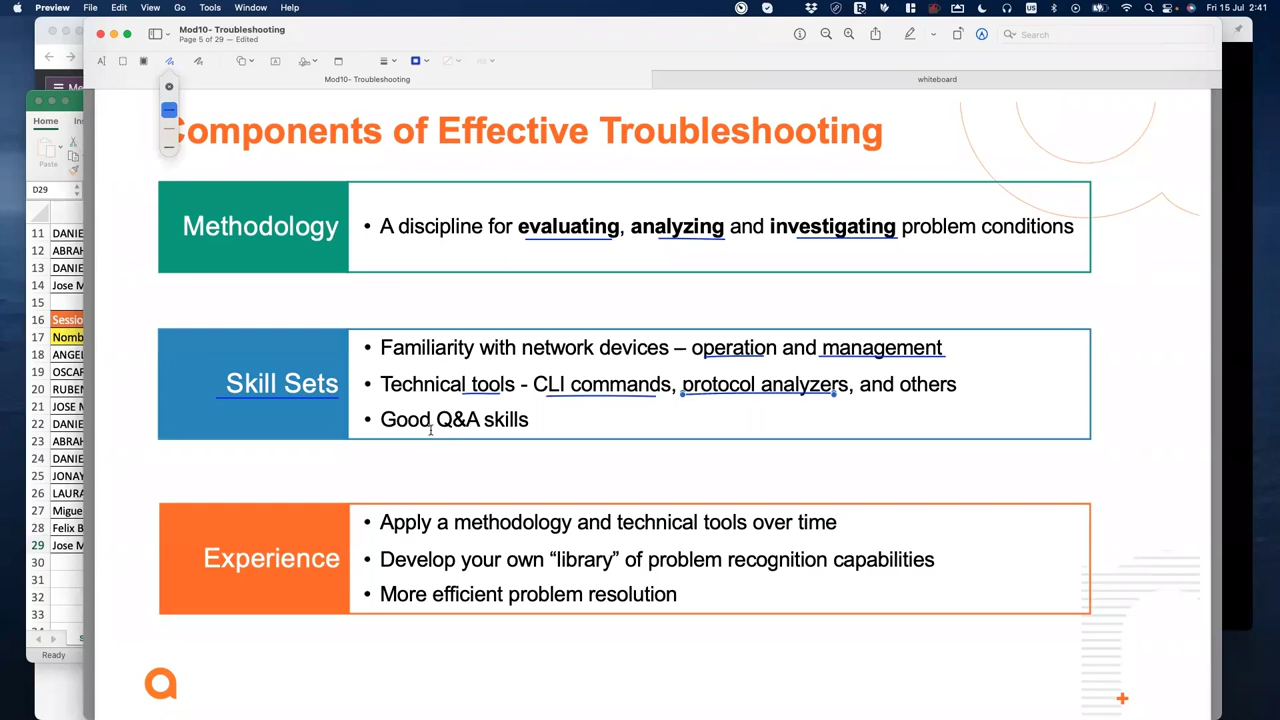 Preview File Edit View Go Tools Window Help Fri 15 Jul 2:41
Mod10- Troubleshooting
Page 5 of 29 — Edited
Search
Mod10- Troubleshooting whiteboard
Home
Paste
D29
11 DANIE
12 ABRAH
13 DANIE
14 Jose M
15
16 Sesio
17 Nomb
18 ANGEL
19 OSCAR
20 RUBEN
21 JOSE M
22 DANIE
23 ABRAH
24 DANIE
25 JONAY
26 LAURA
27 Migue
28 Felix B
29 Jose M
30
31
32
33
Ready
Components of Effective Troubleshooting
Methodology
• A discipline for evaluating, analyzing and investigating problem conditions
Skill Sets
• Familiarity with network devices – operation and management
• Technical tools - CLI commands, protocol analyzers, and others
• Good Q&A skills
Experience
• Apply a methodology and technical tools over time
• Develop your own “library” of problem recognition capabilities
• More efficient problem resolution